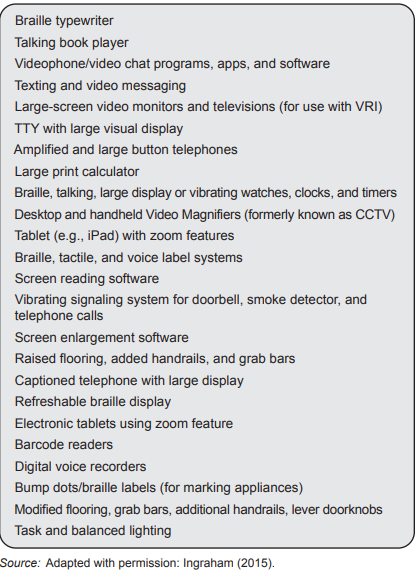 Braille typewriter
Talking book player
Videophone/video chat programs, apps, and software
Texting and video messaging
Large-screen video monitors and televisions (for use with VRI)
TTY with large visual display
Amplified and large button telephones
Large print calculator
Braille, talking, large display or vibrating watches, clocks, and timers
Desktop and handheld Video Magnifiers (formerly known as CCTV)
Tablet (e.g., iPad) with zoom features
Braille, tactile, and voice label systems
Screen reading software
Vibrating signaling system for doorbell, smoke detector, and
telephone calls
Screen enlargement software
Raised flooring, added handrails, and grab bars
Captioned telephone with large display
Refreshable braille display
Electronic tablets using zoom feature
Barcode readers
Digital voice recorders
Bump dots/braille labels (for marking appliances)
Modified flooring, grab bars, additional handrails, lever doorknobs
Task and balanced lighting
Source: Adapted with permission: Ingraham (2015).